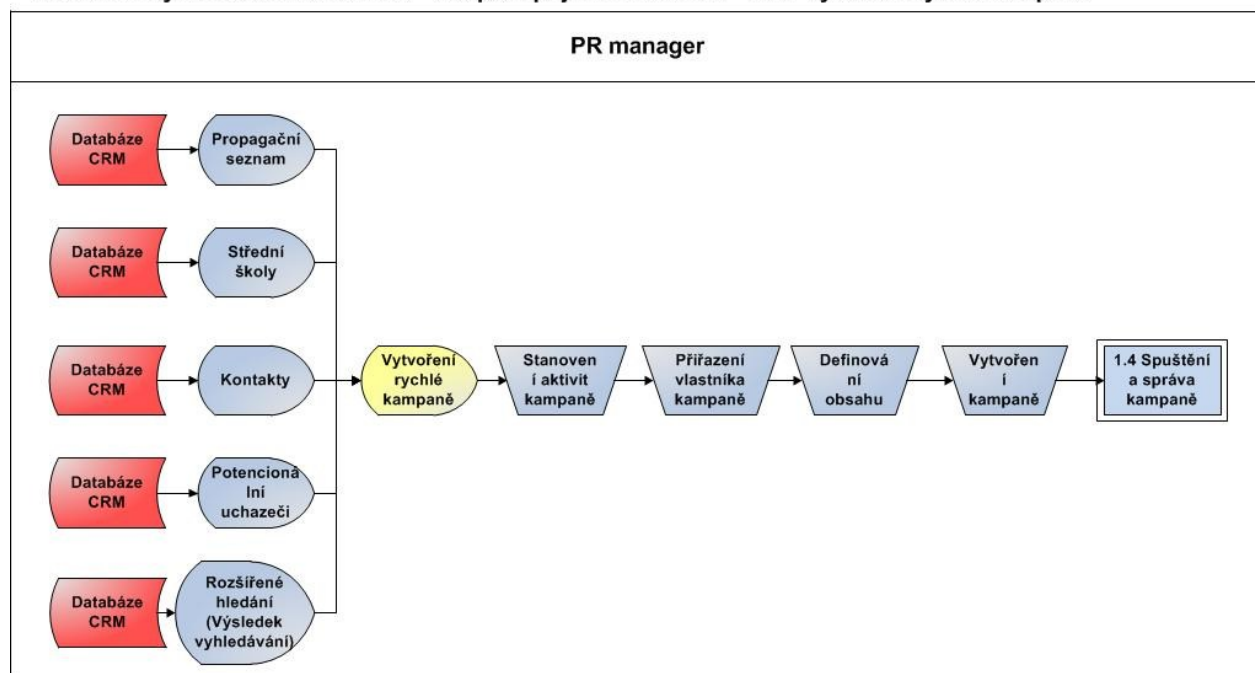 PR manager
Databáze
CRM
Propagační
seznam
Databáze
CRM
Střední
školy
Databáze
CRM
Kontakty
Vytvoření
rychlé
kampaně
Stanoven
í aktivit
kampaně
Přiřazení
vlastníka
kampaně
Definová
ní
obsahu
Vytvořen
í
kampaně
1.4 Spuštění
a správa
kampaně
Databáze
CRM
Potencioná
lní
uchazeči
Databáze
CRM
Rozšířené
hledání
(Výsledek
vyhledávání)